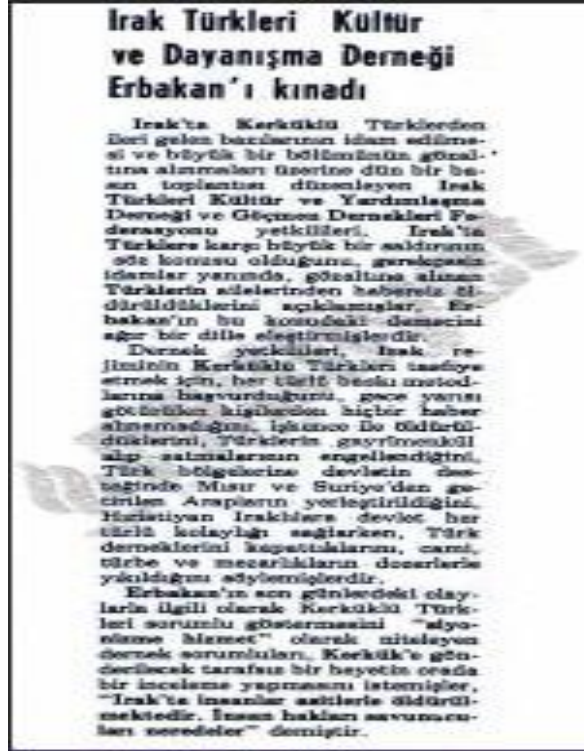 Irak Türkleri Kültür
ve Dayanışma Derneği
Erbakan'ı kınadı
Irak'ta Kerküklü Türklerden
ileri gelen bazılarının idam edilme-
si ve büyük bir bölümünün gözal-
tına alınmaları üzerine dün bir ba-
sın toplantısı düzenleyen Irak
Türkleri Kültür ve Yardımlaşma
Derneği ve Göçmen Dernekleri Fe-
derasyonu yetkilileri, Irak'ta
Türklere karşı büyük bir saldırının
söz konusu olduğunu, gerekçesiz
idamlar yanında, gözaltına alınan
Türklerin ailelerinden habersiz öl-
dürüldüklerini açıklamışlar, Er-
bakan'ın bu konudaki demecini
ağır bir dille eleştirmişlerdir.
Dernek yetkilileri, Irak re-
jiminin Kerküklü Türkleri tasfiye
etmek için, her türlü baskı metod-
larına başvurduğunu, gece yarısı
götürülen kişilerden hiçbir haber
alınamadığını, işkence ile öldürül-
düklerini, Türklerin gayrimenkül
alıp satmalarının engellendiğini,
Türk bölgelerine devletin des-
teğinde Mısır ve Suriye'den ge-
tirilen Arapların yerleştirildiğini,
Hıristiyan Iraklılara devlet her
türlü kolaylığı sağlarken, Türk
derneklerini kapattıklarını, cami,
türbe ve mezarlıkların dozerlerle
yıkıldığını söylemişlerdir.
Erbakan'ın son günlerdeki olay-
larla ilgili olarak Kerküklü Türk-
leri sorumlu göstermesini "siyo-
nizme hizmet" olarak niteleyen
dernek sorumluları, Kerkük'e gön-
derilecek tarafsız bir heyetin orada
bir inceleme yapmasını istemişler,
"Irak'ta insanlar asitlerle öldürül-
mektedir. İnsan hakları savunucu-
ları neredeler" demiştir.